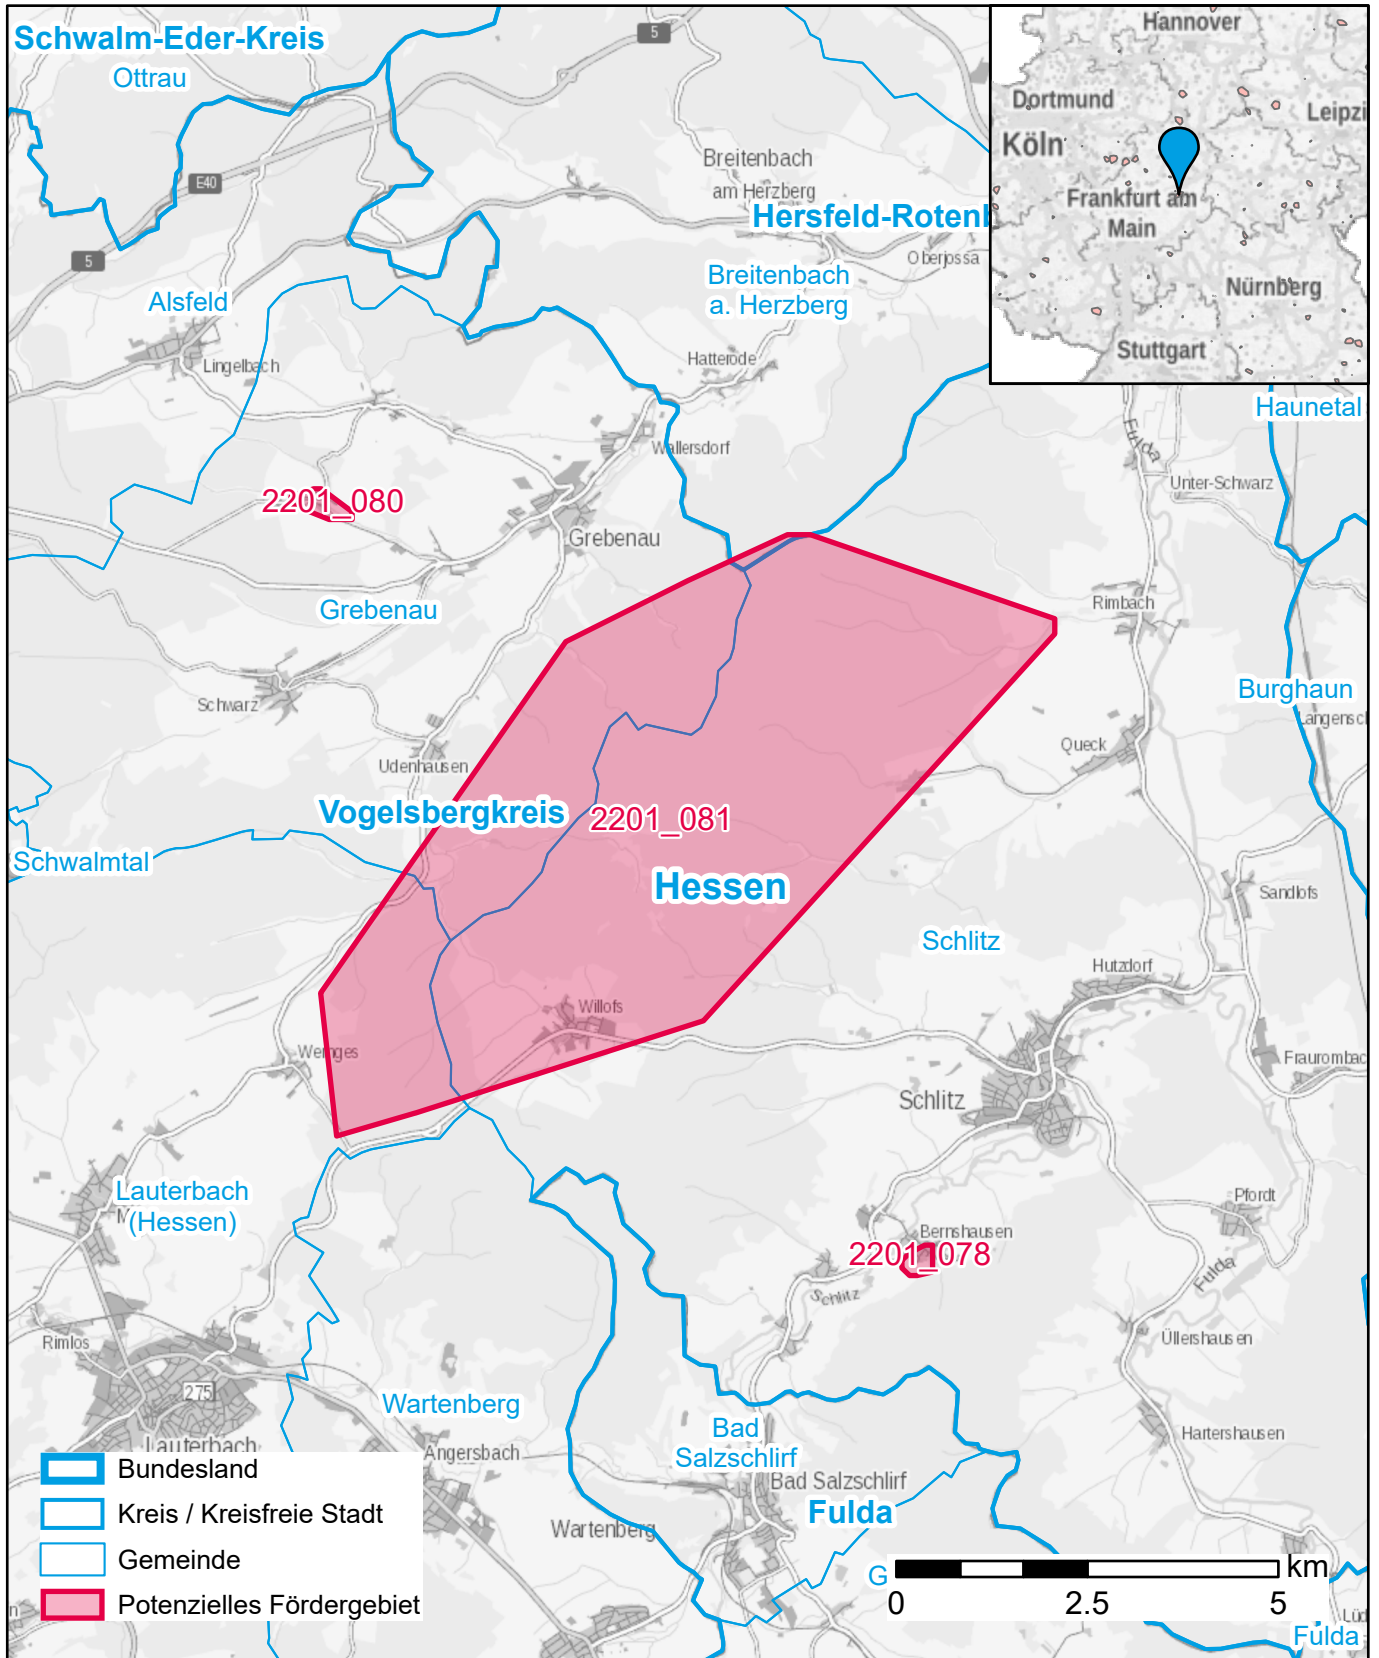 Schwalm-Eder-Kreis
Ottrau
5
Hannover
Dortmund
Leipzi
Köln
Frankfurt am
Main
Nürnberg
Stuttgart
E40
5
Breitenbach
am Herzberg
Hersfeld-Rotenb
Oberjossa
Breitenbach
a. Herzberg
Alsfeld
Lingelbach
Hatterode
Haunetal
Wallersdorf
Fulda
Unter-Schwarz
2201_080
Grebenau
Grebenau
Rimbach
Schwarz
Burghaun
Langensc
Queck
Udenhausen
Vogelsbergkreis
2201_081
Schwalmtal
Hessen
Sandlofs
Schlitz
Hutzdorf
Willofs
Wernges
Fraurombac
Schlitz
Lauterbach
(Hessen)
M
Pfordt
Bernshausen
2201_078
Fulda
Schlitz
Rimlos
Üllershausen
275
Wartenberg
Bad
Salzschlirf
Hartershausen
Lauterbach
Angersbach
Bad Salzschlirf
Fulda
Wartenberg
Bundesland
Kreis / Kreisfreie Stadt
Gemeinde
Potenzielles Fördergebiet
G
km
0
2.5
5
n
Lüd
Fulda